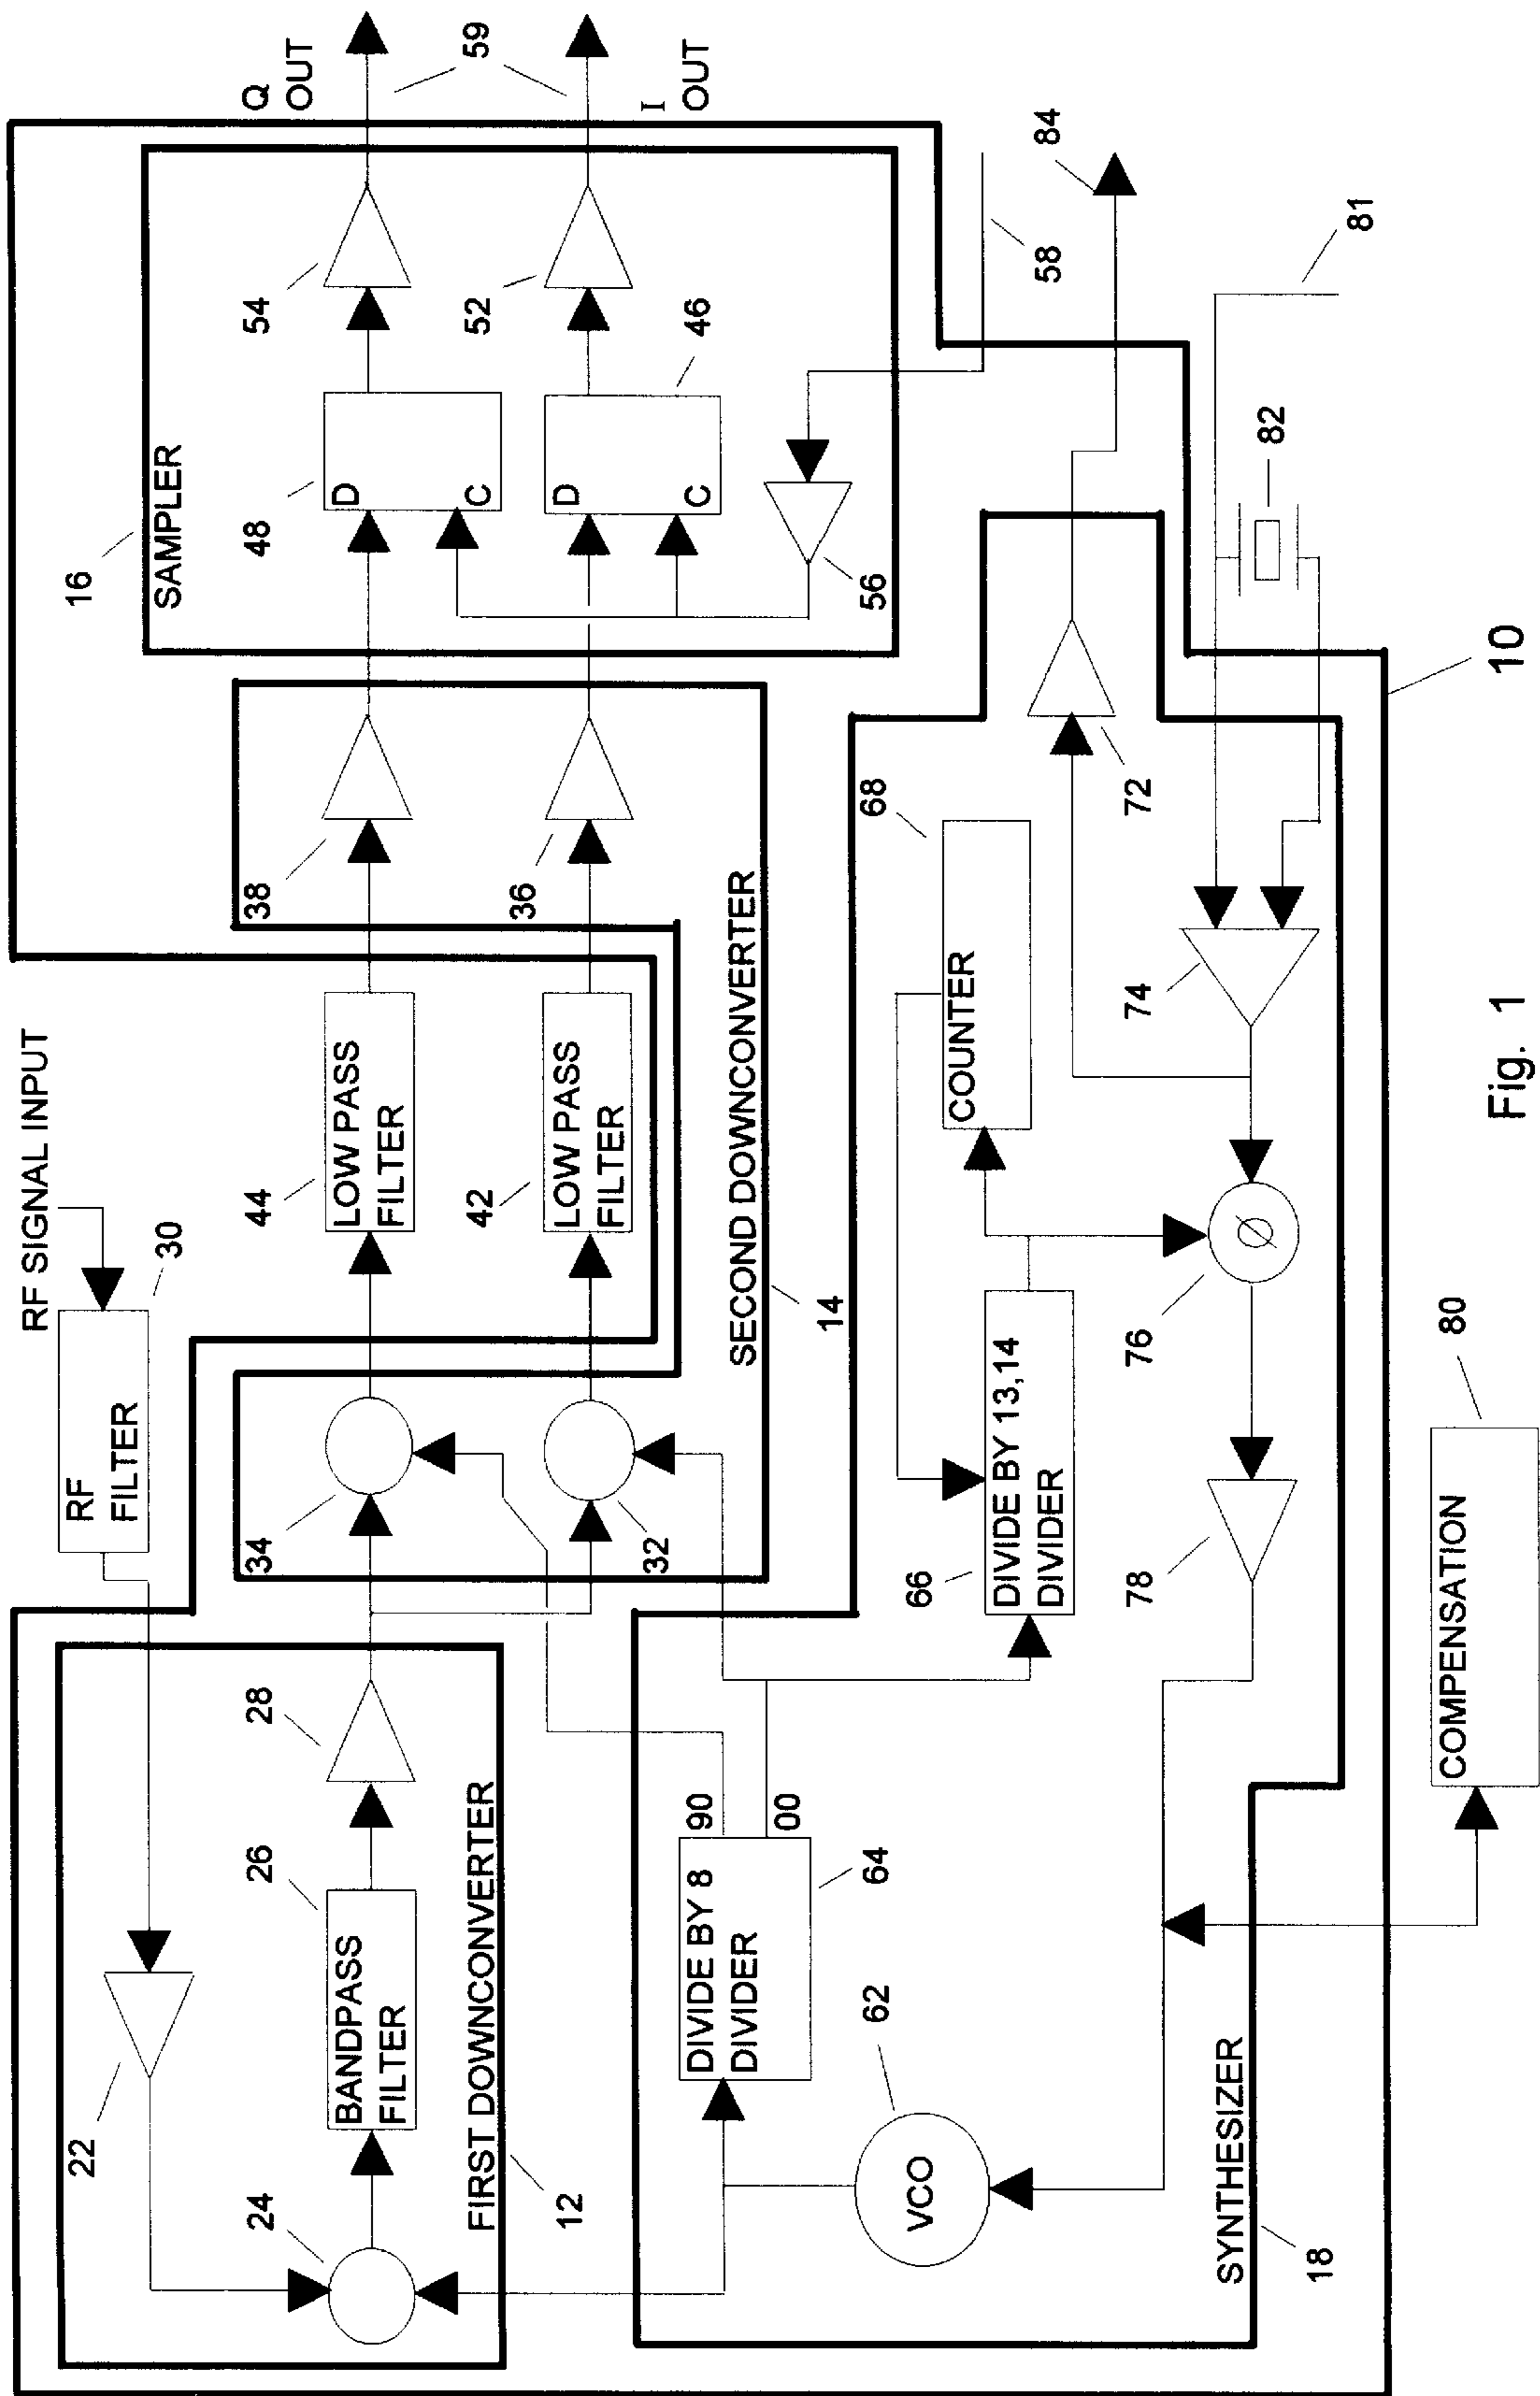 RF SIGNAL INPUT
RF
FILTER
30
22
24
BANDPASS
FILTER
26
28
FIRST DOWNCONVERTER
12
34
32
44
LOW PASS
FILTER
42
LOW PASS
FILTER
38
36
SECOND DOWNCONVERTER
14
16
SAMPLER
48
D
C
54
D
C
46
52
56
58
Q
OUT
59
I
OUT
DIVIDE BY 8
DIVIDER
90
00
64
62
VCO
66
DIVIDE BY 13,14
DIVIDER
COUNTER
68
72
74
76
Ø
78
84
81
82
SYNTHESIZER
18
COMPENSATION
80
10
Fig. 1